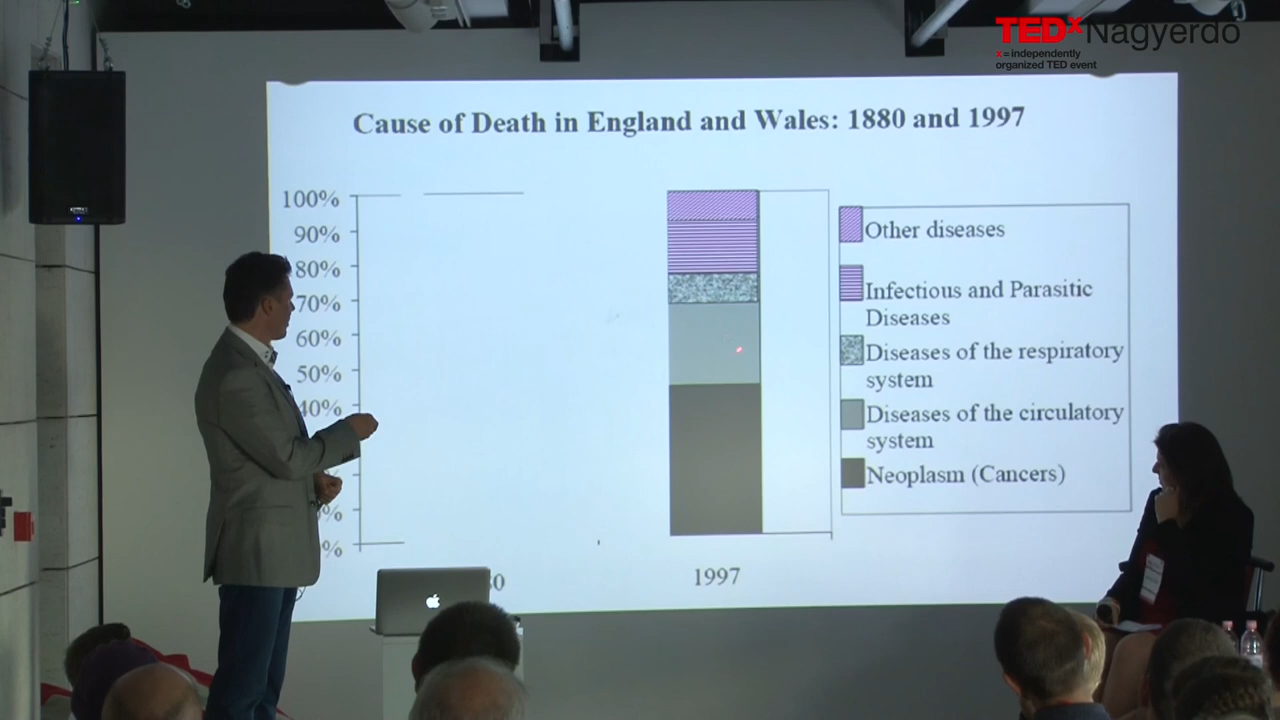 TEDx Nagyerdo
x = independently
organized TED event
Cause of Death in England and Wales: 1880 and 1997
100%
90%
80%
70%
60%
50%
40%
%
%
0
1997
Other diseases
Infectious and Parasitic
Diseases
Diseases of the respiratory
system
Diseases of the circulatory
system
Neoplasm (Cancers)